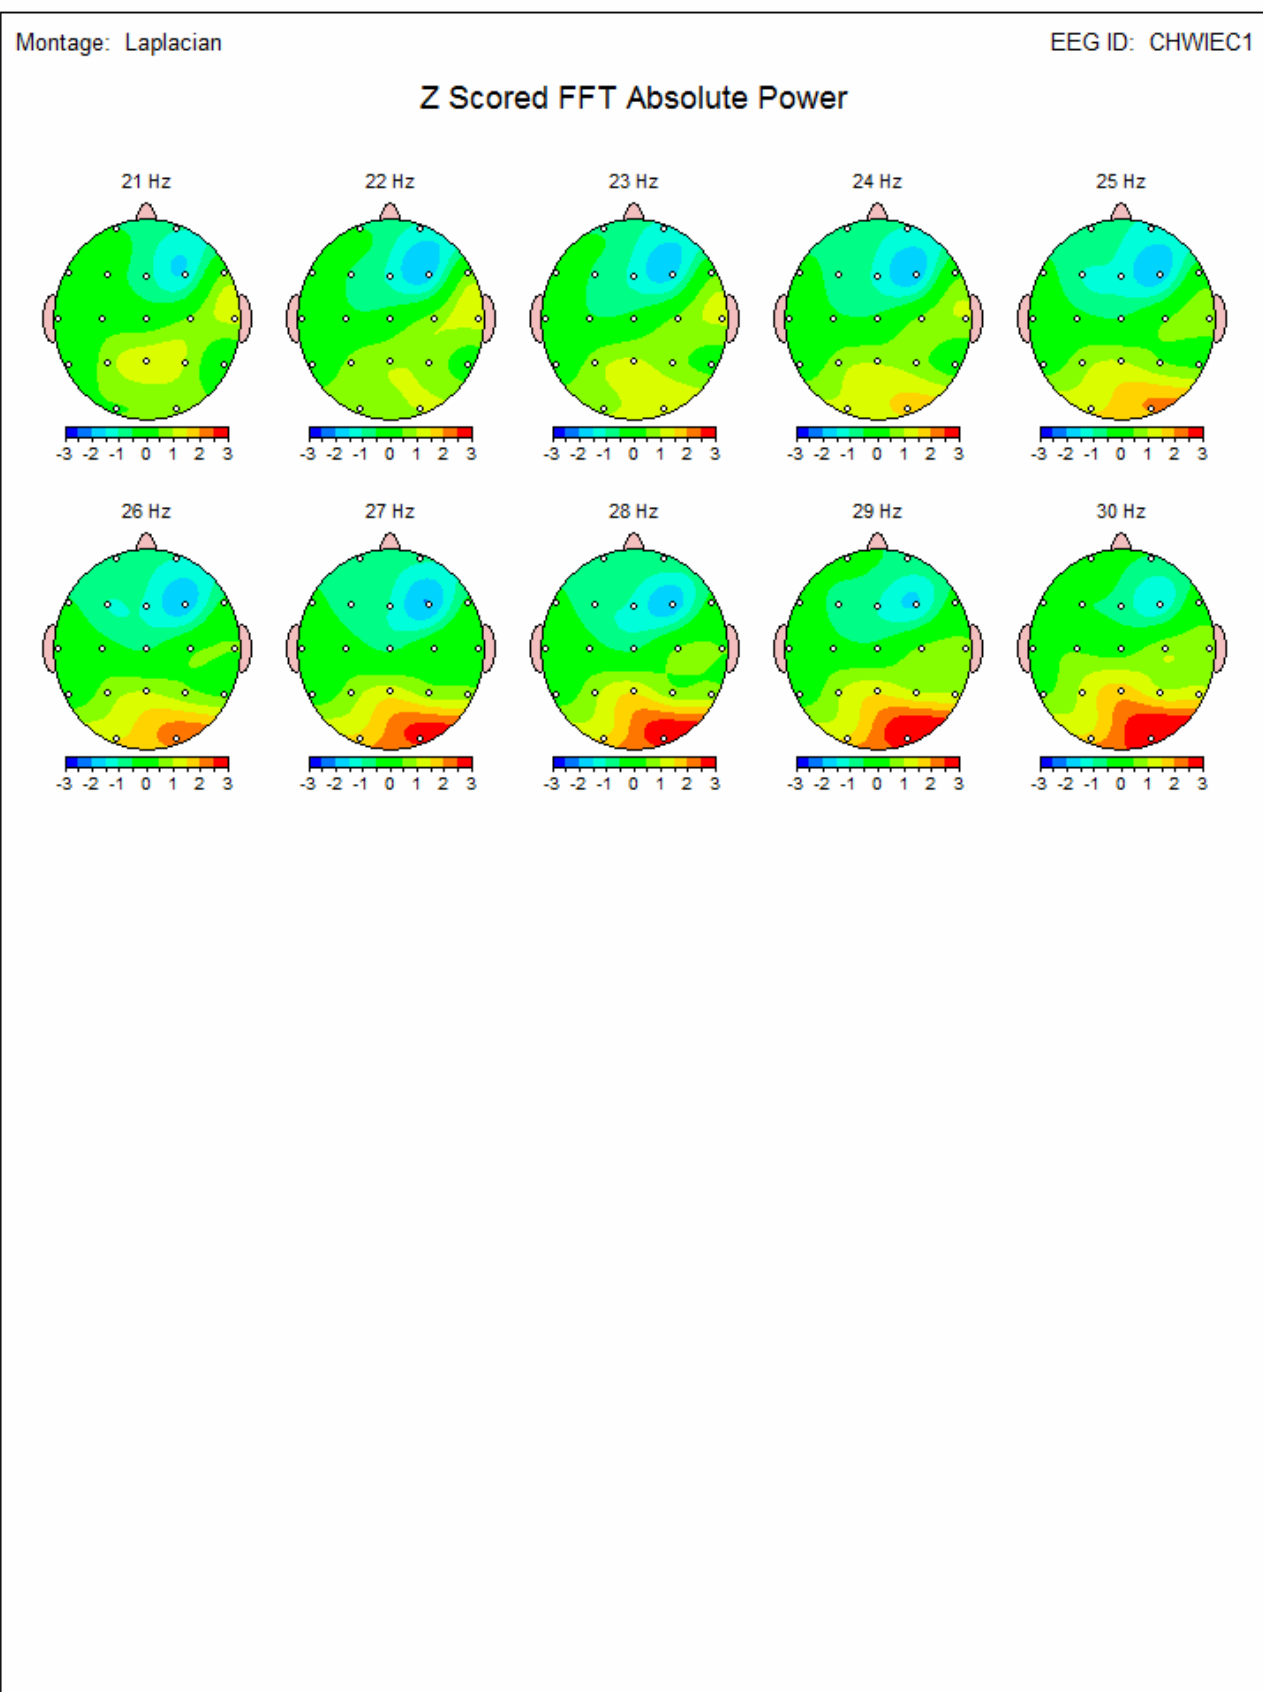 Montage: Laplacian EEG ID: CHWIEC1
Z Scored FFT Absolute Power
21 Hz 22 Hz 23 Hz 24 Hz 25 Hz
-3 -2 -1 0 1 2 3 -3 -2 -1 0 1 2 3 -3 -2 -1 0 1 2 3 -3 -2 -1 0 1 2 3 -3 -2 -1 0 1 2 3
26 Hz 27 Hz 28 Hz 29 Hz 30 Hz
-3 -2 -1 0 1 2 3 -3 -2 -1 0 1 2 3 -3 -2 -1 0 1 2 3 -3 -2 -1 0 1 2 3 -3 -2 -1 0 1 2 3